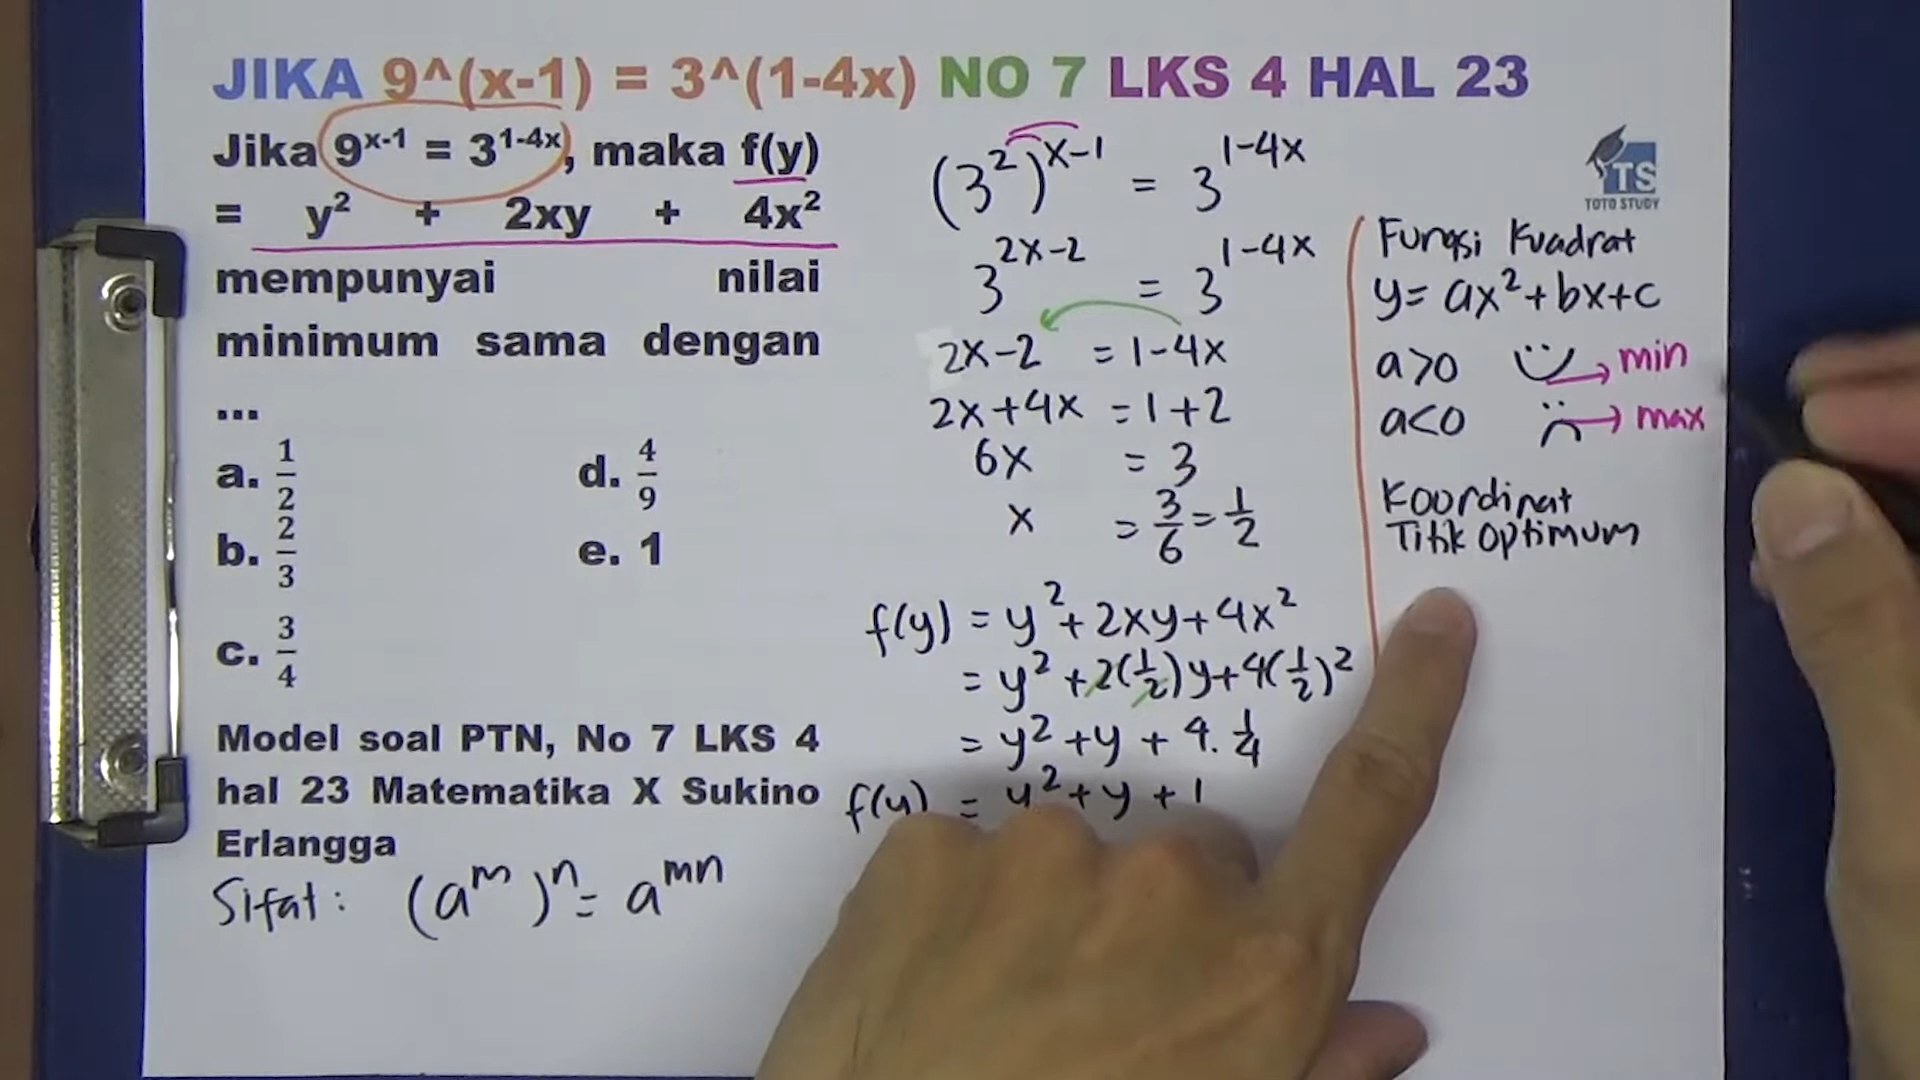 JIKA 9^(x-1) = 3^(1-4x) NO 7 LKS 4 HAL 23
Jika 9ˣ⁻¹ = 3¹⁻⁴ˣ, maka f(y)
= y² + 2xy + 4x²
mempunyai nilai
minimum sama dengan
...
a. 1/2
b. 2/3
c. 3/4
d. 4/9
e. 1
Model soal PTN, No 7 LKS 4
hal 23 Matematika X Sukino
Erlangga
Sifat : (aᵐ)ⁿ = aᵐⁿ
(3²)ˣ⁻¹ = 3¹⁻⁴ˣ
3²ˣ⁻² = 3¹⁻⁴ˣ
2x-2 = 1-4x
2x+4x = 1+2
6x = 3
x = 3/6 = 1/2
f(y) = y² + 2xy + 4x²
= y² + 2(1/2)y + 4(1/2)²
= y² + y + 4. 1/4
f(y) = y² + y + 1
TS
TOTO STUDY
Fungsi Kuadrat
y = ax² + bx + c
a>0 → min
a<0 → max
Koordinat
Titik Optimum